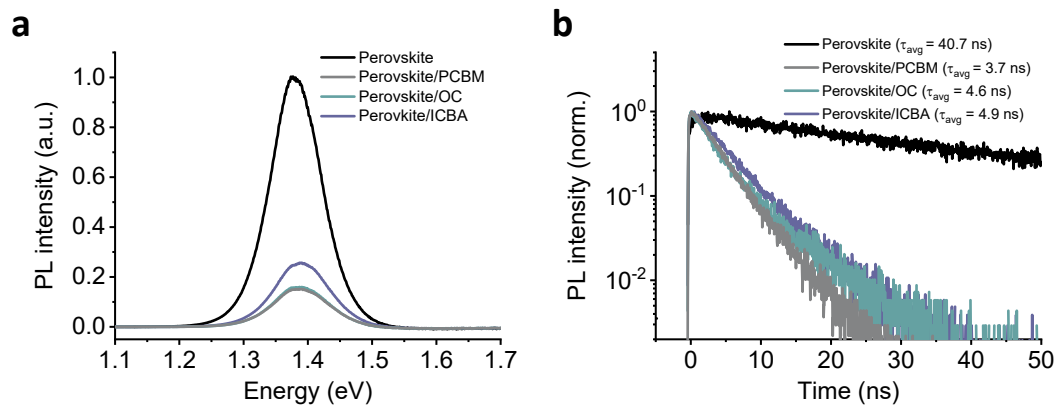 a
Perovskite
Perovskite/PCBM
Perovskite/OC
Perovkite/ICBA
PL intensity (a.u.)
1.0
0.8
0.6
0.4
0.2
0.0
1.1 1.2 1.3 1.4 1.5 1.6 1.7
Energy (eV)
b
Perovskite (τavg = 40.7 ns)
Perovskite/PCBM (τavg = 3.7 ns)
Perovskite/OC (τavg = 4.6 ns)
Perovskite/ICBA (τavg = 4.9 ns)
PL intensity (norm.)
10⁰
10⁻¹
10⁻²
0 10 20 30 40 50
Time (ns)